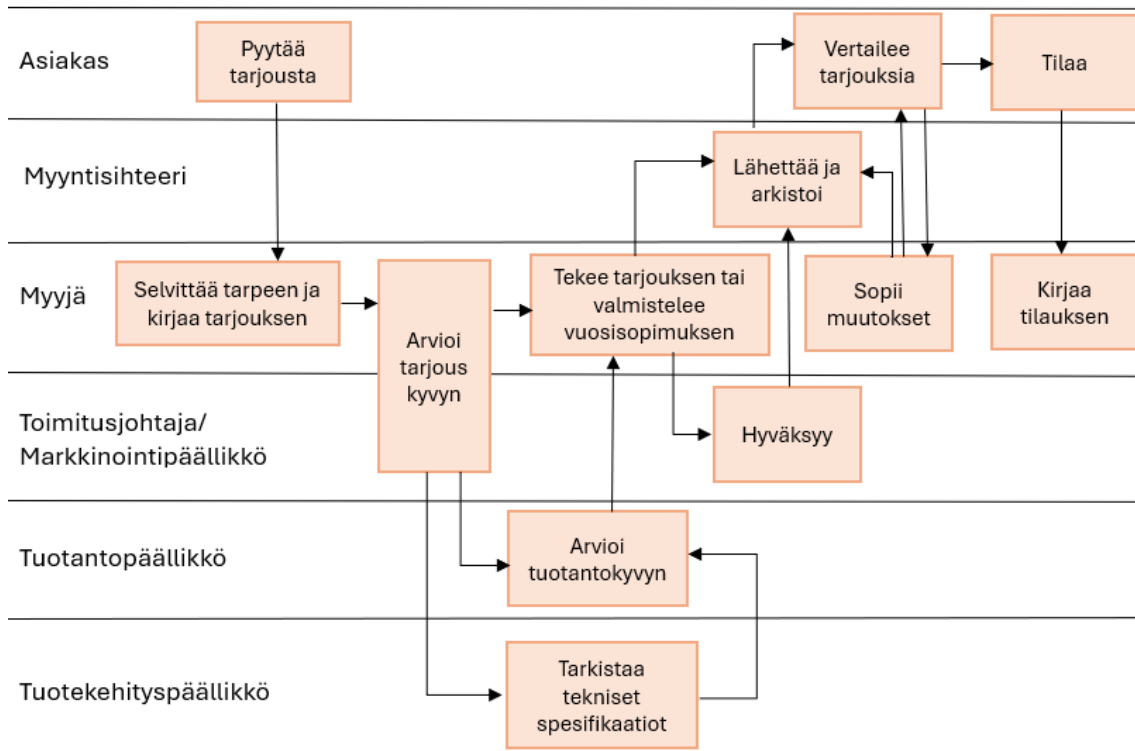 Asiakas
Pyytää
tarjousta
Vertailee
tarjouksia
Tilaa
Myyntisihteeri
Lähettää ja
arkistoi
Myyjä
Selvittää tarpeen ja
kirjaa tarjouksen
Arvioi
tarjous
kyvyn
Tekee tarjouksen tai
valmistelee
vuosisopimuksen
Sopii
muutokset
Kirjaa
tilauksen
Toimitusjohtaja/
Markkinointipäällikkö
Hyväksyy
Tuotantopäällikkö
Arvioi
tuotantokyvyn
Tuotekehityspäällikkö
Tarkistaa
tekniset
spesifikaatiot